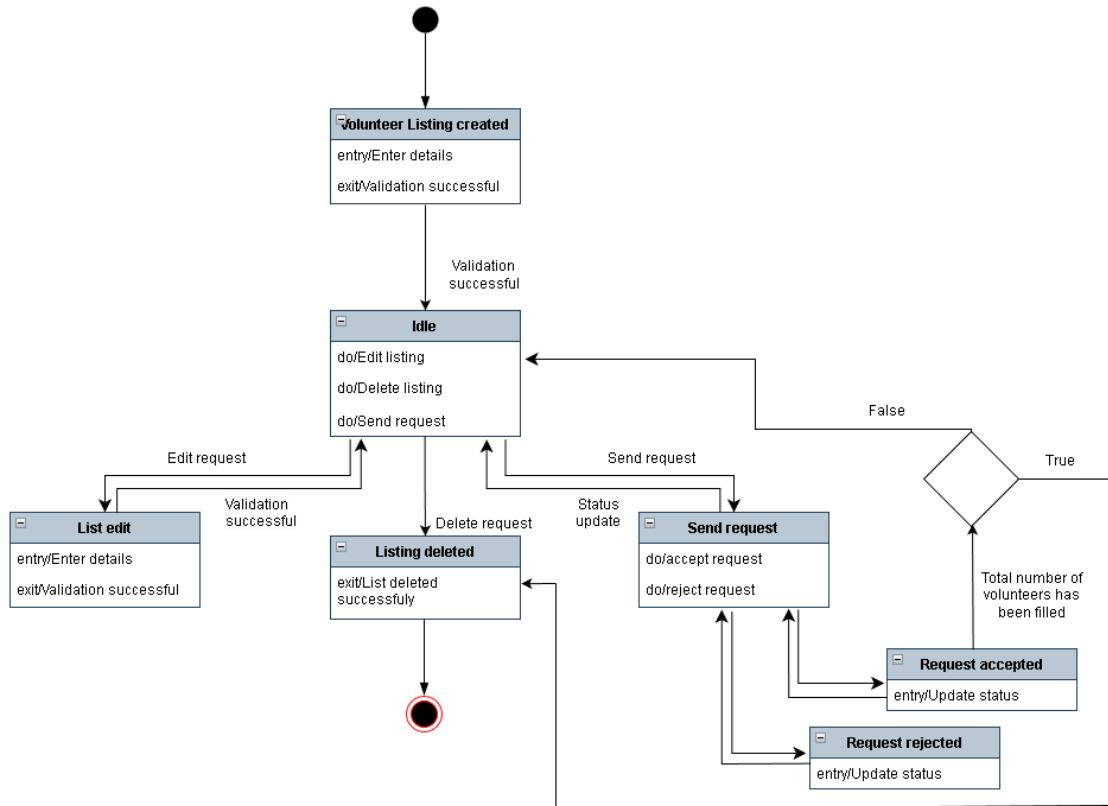 Volunteer Listing created
entry/Enter details
exit/Validation successful
Validation
successful
Idle
do/Edit listing
do/Delete listing
do/Send request
False
True
Edit request
Send request
Validation
successful
Status
update
Delete request
List edit
entry/Enter details
exit/Validation successful
Listing deleted
exit/List deleted
successfuly
Send request
do/accept request
do/reject request
Total number of
volunteers has
been filled
Request accepted
entry/Update status
Request rejected
entry/Update status